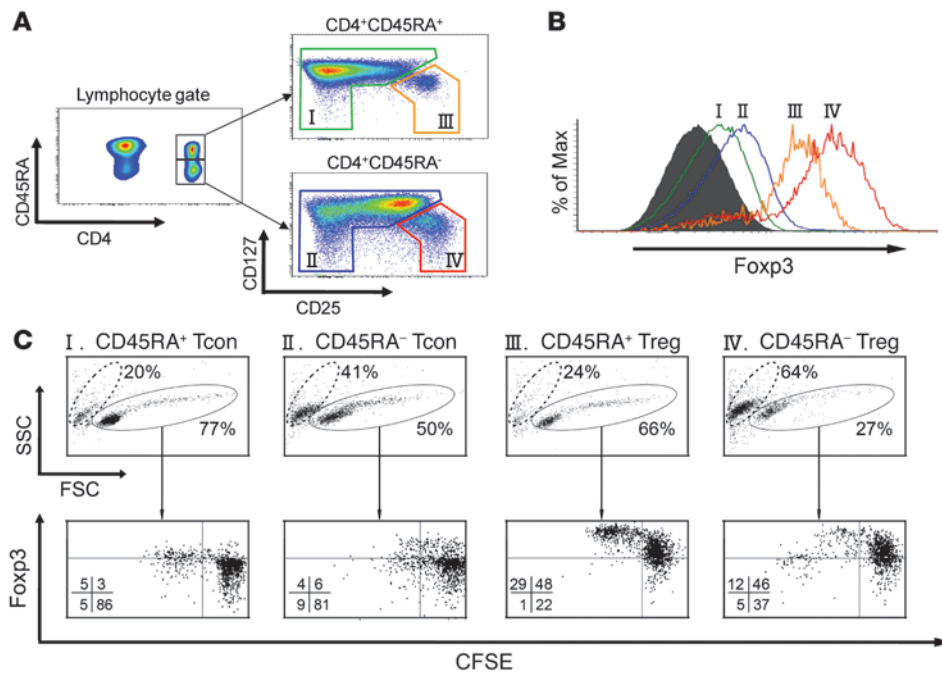 A
CD4⁺CD45RA⁺
Lymphocyte gate
I
III
CD45RA
CD4
CD4⁺CD45RA⁻
II
IV
CD127
CD25
B
I II III IV
% of Max
Foxp3
C
I. CD45RA⁺ Tcon
II. CD45RA⁻ Tcon
III. CD45RA⁺ Treg
IV. CD45RA⁻ Treg
20%
41%
24%
64%
77%
50%
66%
27%
SSC
FSC
Foxp3
5 3
5 86
4 6
9 81
29 48
1 22
12 46
5 37
CFSE